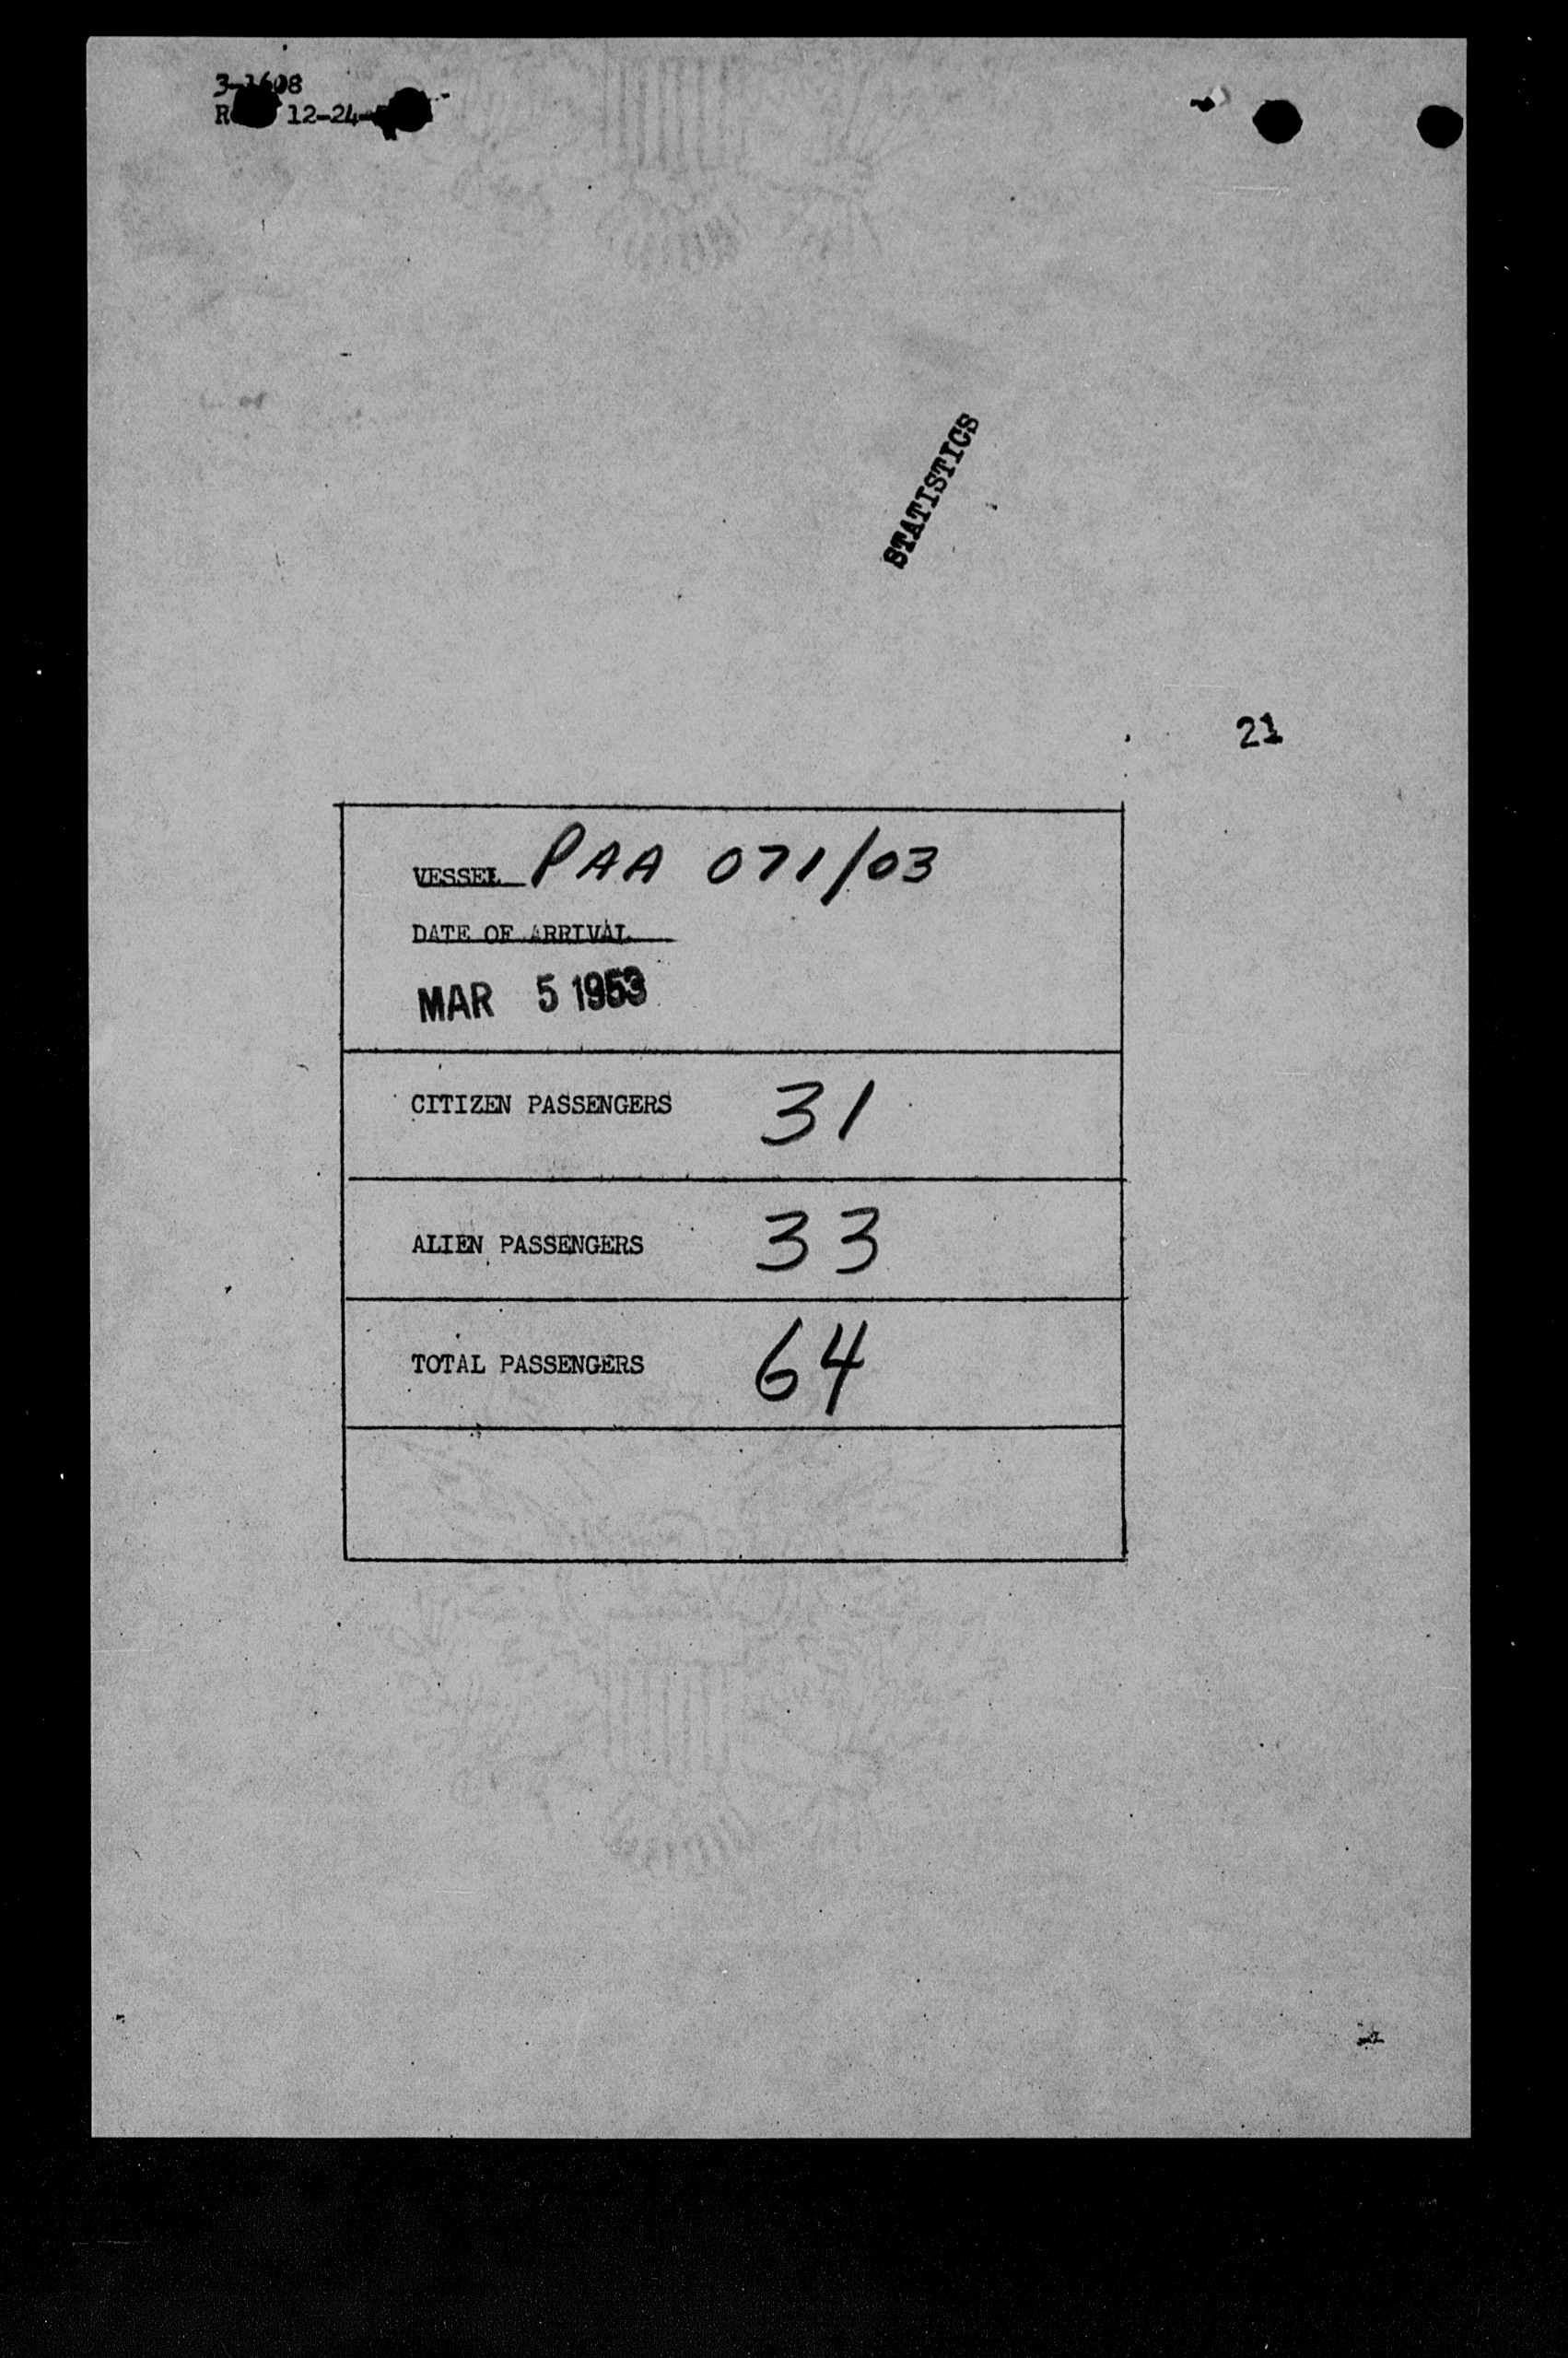 3-1608
12-24-
STATISTICS
21
VESSEL PAA 071/03
DATE OF ARRIVAL
MAR 5 1953
CITIZEN PASSENGERS 31
ALIEN PASSENGERS 33
TOTAL PASSENGERS 64